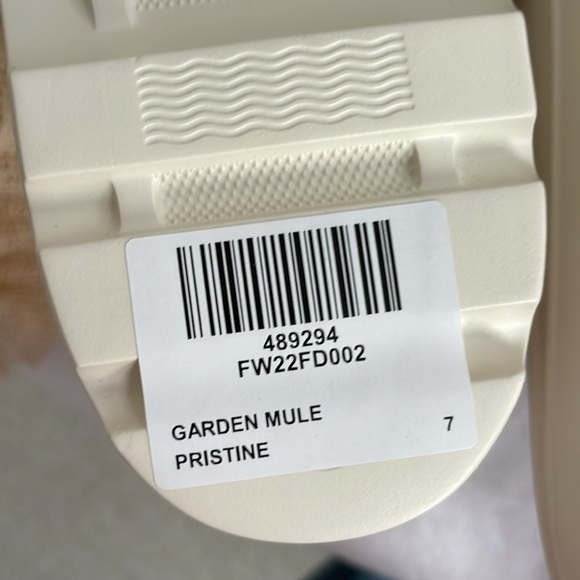 489294
FW22FD002
GARDEN MULE
PRISTINE 7